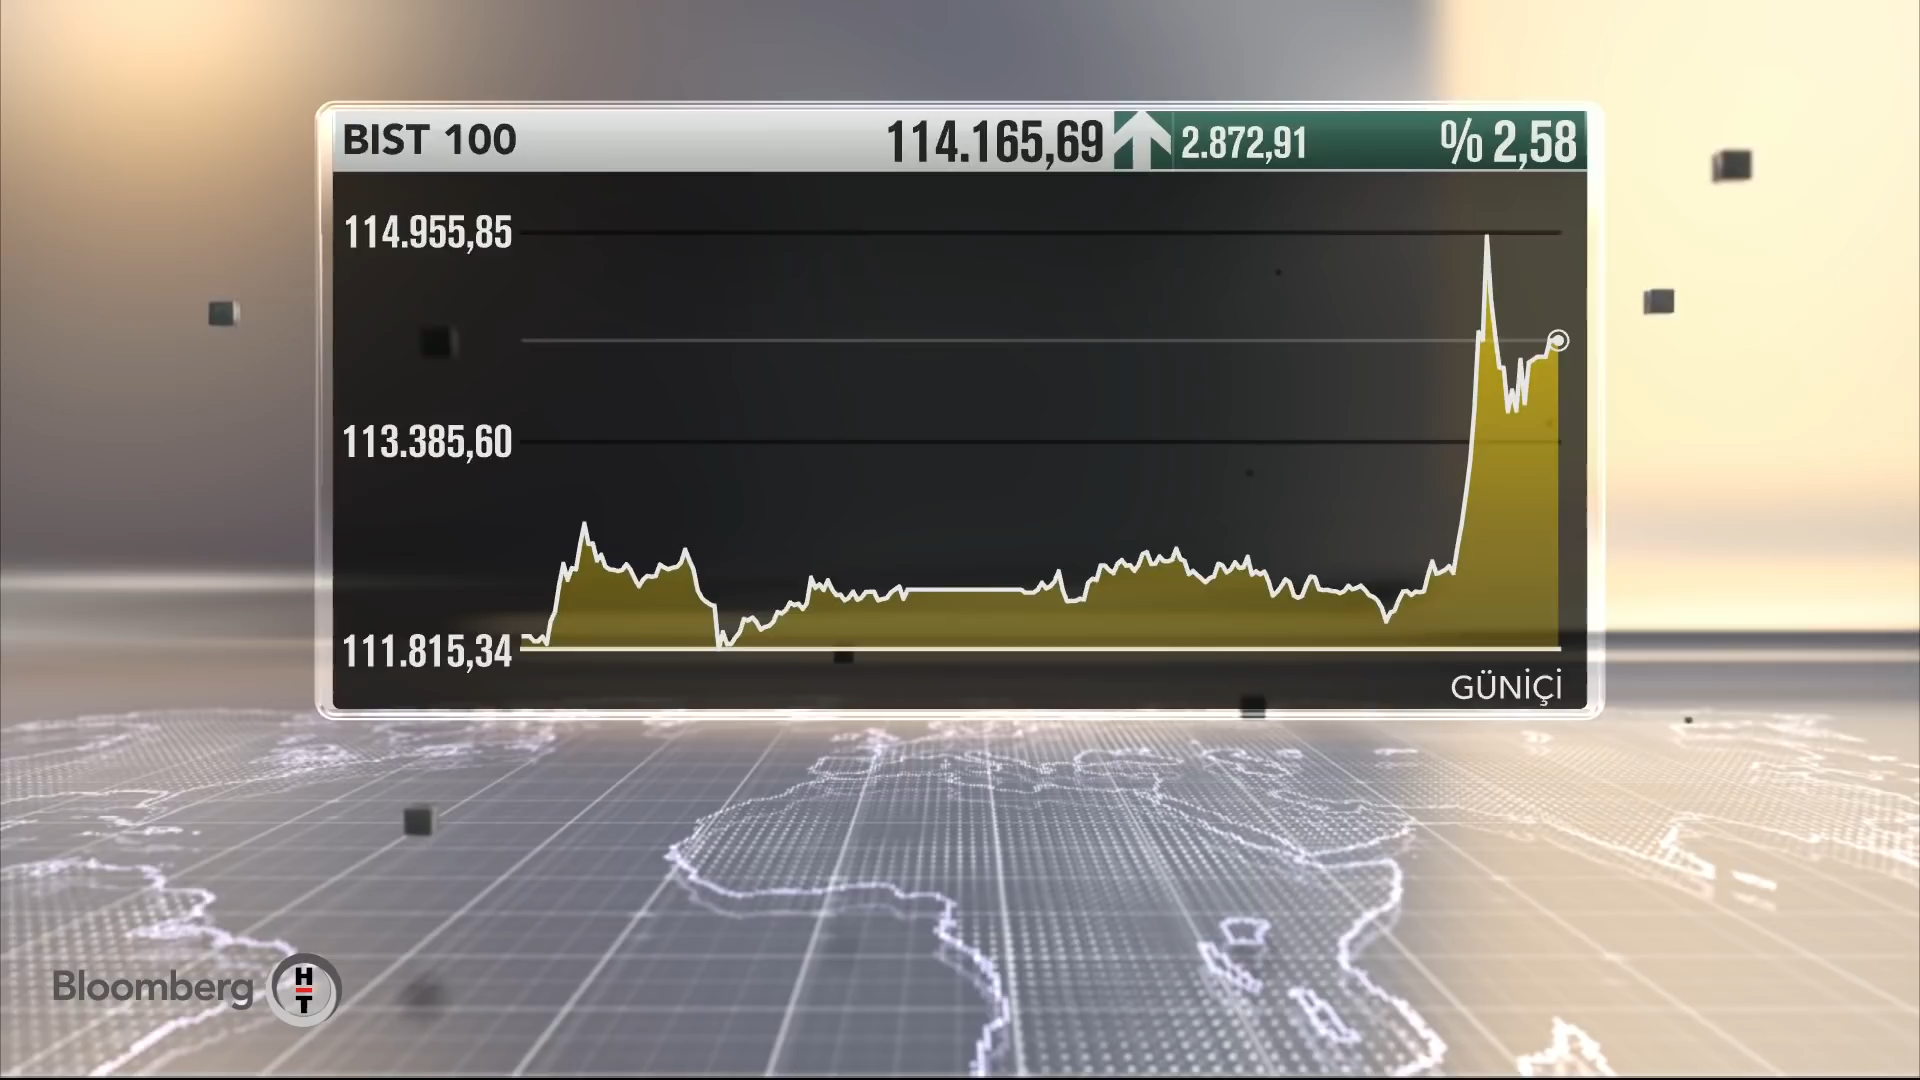 BIST 100 114.165,69 2.872,91 % 2,58
114.955,85
113.385,60
111.815,34
GÜNİÇİ
Bloomberg HT